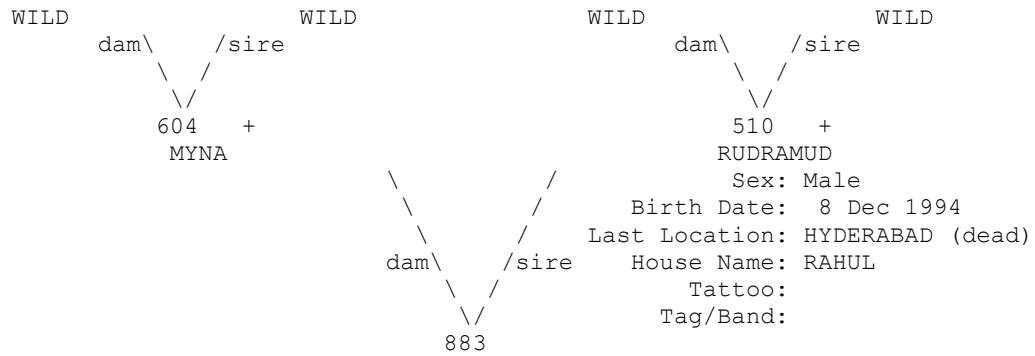 WILD WILD WILD WILD
dam\ /sire dam\ /sire
\ / \ /
\/ \/
604 + 510 +
MYNA RUDRAMUD
\ / Sex: Male
\ / Birth Date: 8 Dec 1994
\ / Last Location: HYDERABAD (dead)
dam\ /sire House Name: RAHUL
\ / Tattoo:
\/ Tag/Band:
883